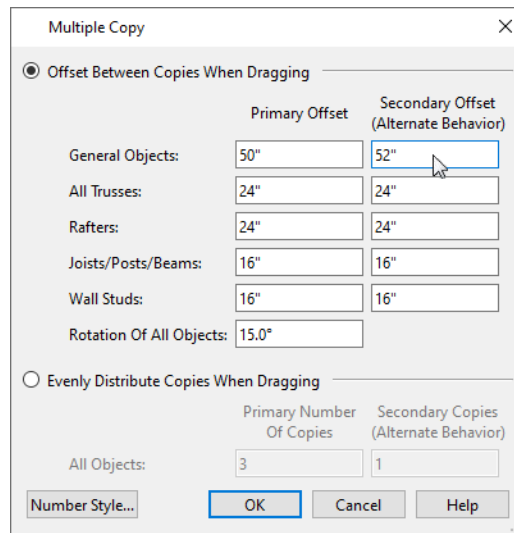 Multiple Copy
Offset Between Copies When Dragging
Primary Offset
Secondary Offset
(Alternate Behavior)
General Objects: 50" 52"
All Trusses: 24" 24"
Rafters: 24" 24"
Joists/Posts/Beams: 16" 16"
Wall Studs: 16" 16"
Rotation Of All Objects: 15.0°
Evenly Distribute Copies When Dragging
Primary Number
Of Copies
Secondary Copies
(Alternate Behavior)
All Objects: 3 1
Number Style... OK Cancel Help